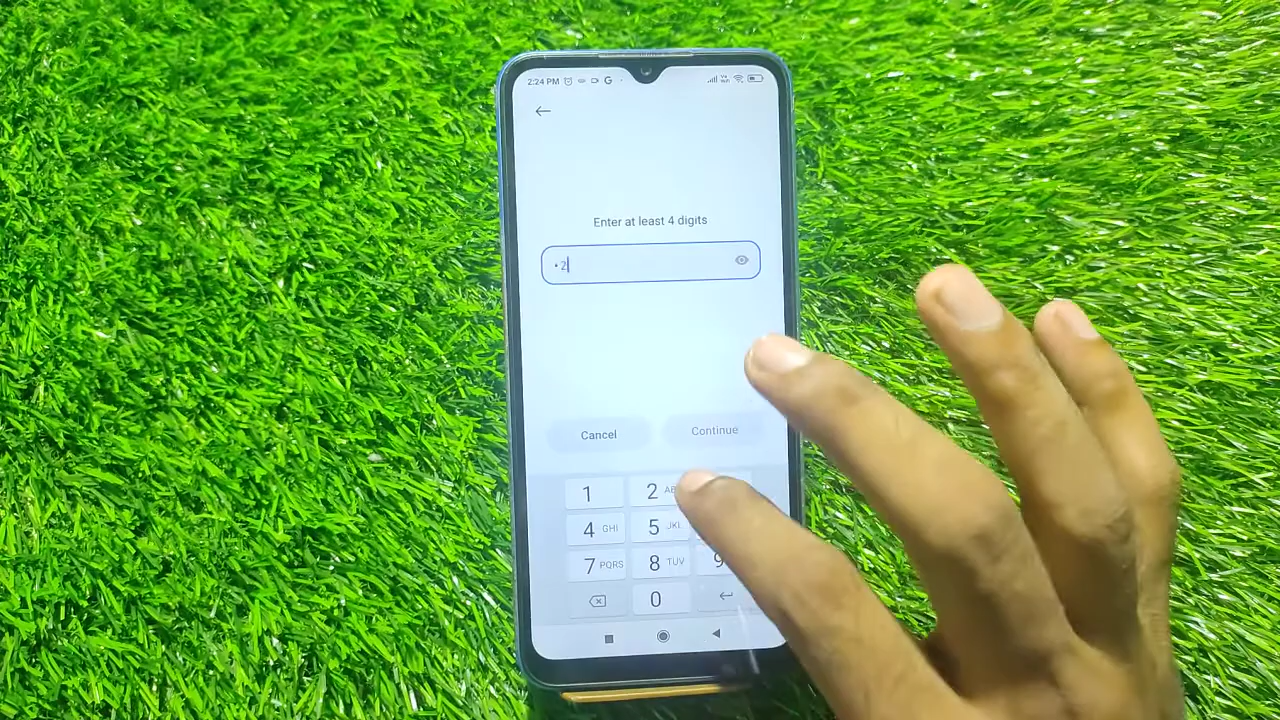 2:24 PM G
Enter at least 4 digits
•2
Cancel Continue
1 2
4 GHI 5 JKL
7 PQRS 8 TUV 9
0